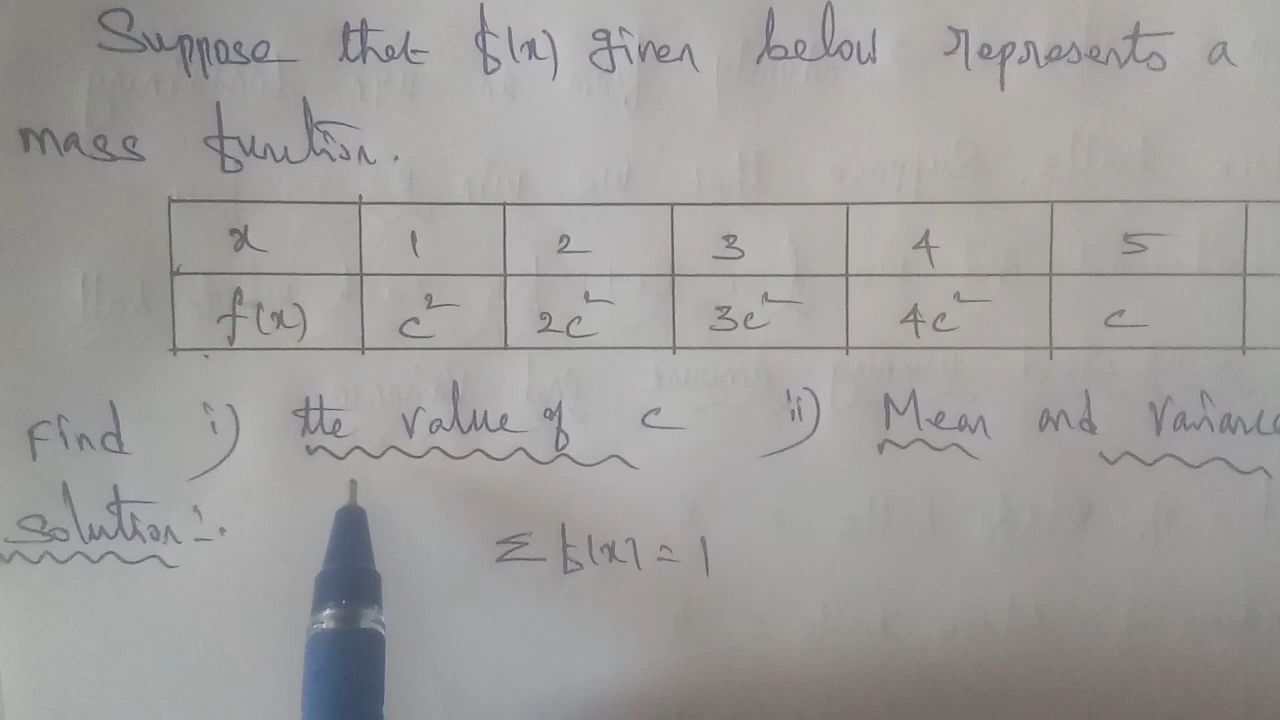 Suppose that f(x) given below represents a
mass function.
x 1 2 3 4 5
f(x) c² 2c² 3c² 4c² c
Find i) the value of c ii) Mean and Variance
solution:-
Σ f(x) = 1